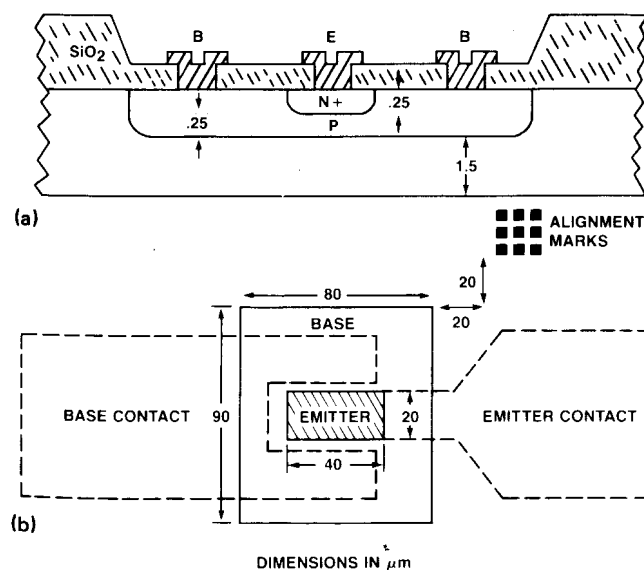 B E B
SiO2
N+
.25 P .25
1.5
(a)
ALIGNMENT
MARKS
20
80
20
BASE
BASE CONTACT 90 EMITTER 20 EMITTER CONTACT
40
(b)
DIMENSIONS IN μm